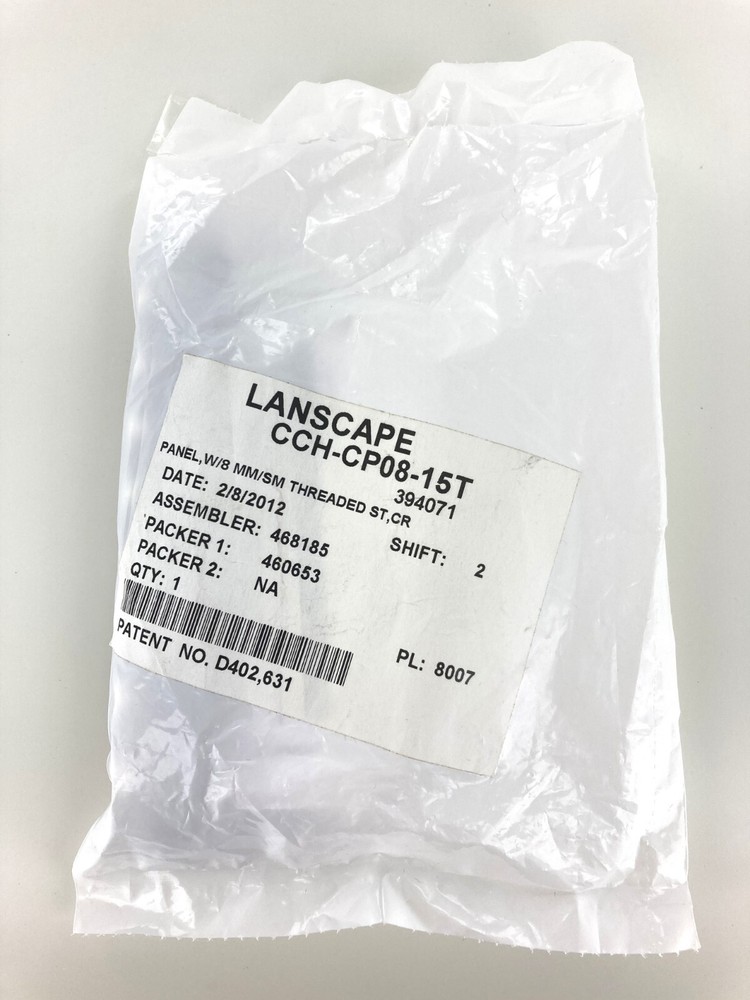 LANSCAPE
CCH-CP08-15T
394071
PANEL,W/8 MM/SM THREADED ST,CR
DATE: 2/8/2012 SHIFT: 2
ASSEMBLER: 468185
PACKER 1: 460653
PACKER 2: NA
QTY: 1
PL: 8007
PATENT NO. D402,631